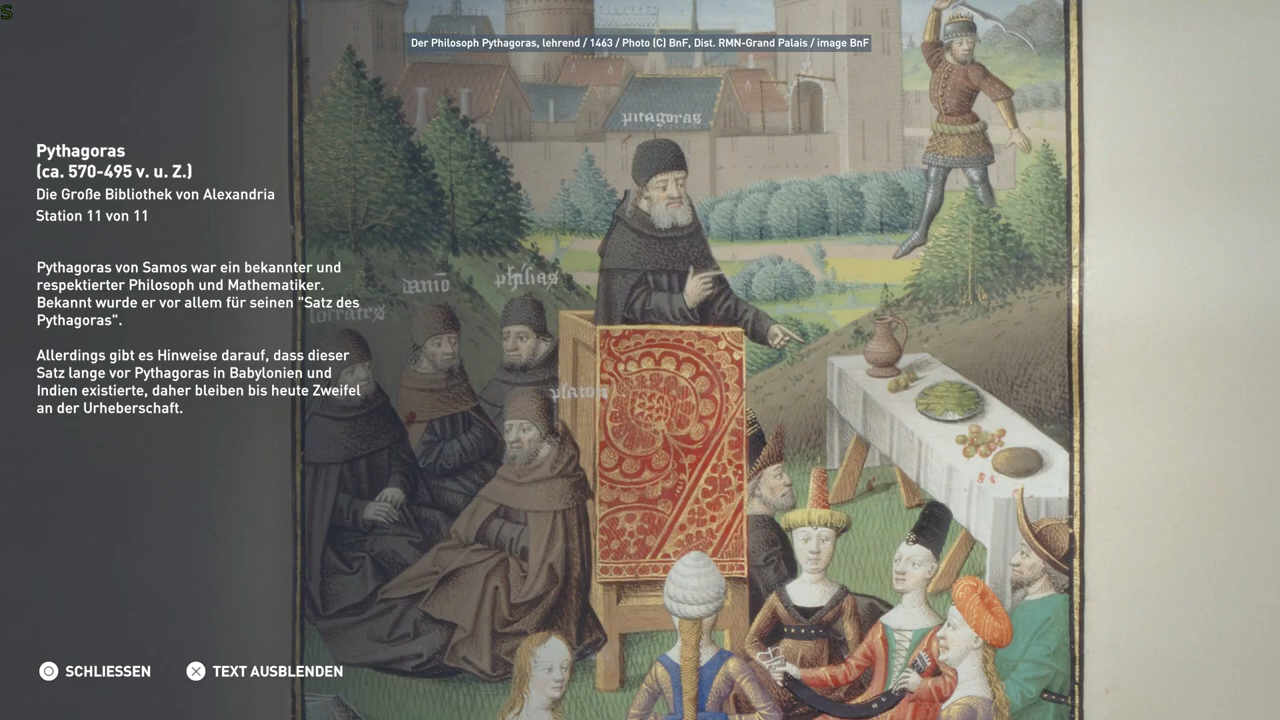 S
Der Philosoph Pythagoras, lehrend / 1463 / Photo (C) BnF, Dist. RMN-Grand Palais / image BnF
pitagoras
Pythagoras
(ca. 570-495 v. u. Z.)
Die Große Bibliothek von Alexandria
Station 11 von 11
Pythagoras von Samos war ein bekannter und
respektierter Philosoph und Mathematiker.
Bekannt wurde er vor allem für seinen "Satz des
Pythagoras".
Allerdings gibt es Hinweise darauf, dass dieser
Satz lange vor Pythagoras in Babylonien und
Indien existierte, daher bleiben bis heute Zweifel
an der Urheberschaft.
philias
platon
SCHLIESSEN
TEXT AUSBLENDEN